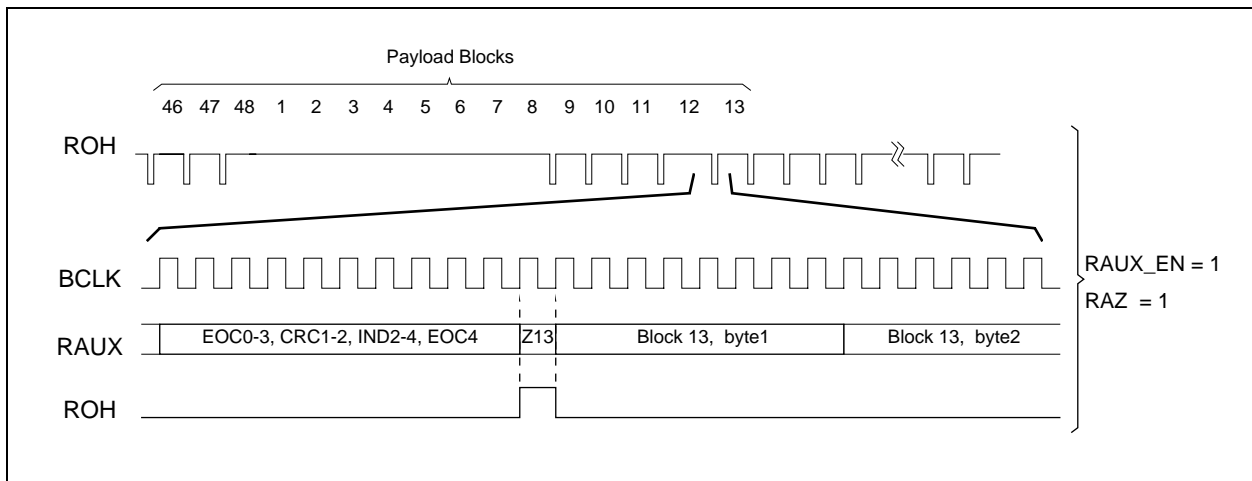 Payload Blocks
46 47 48 1 2 3 4 5 6 7 8 9 10 11 12 13
ROH
BCLK
RAUX_EN = 1
RAZ = 1
RAUX
EOC0-3, CRC1-2, IND2-4, EOC4 Z13 Block 13, byte1 Block 13, byte2
ROH